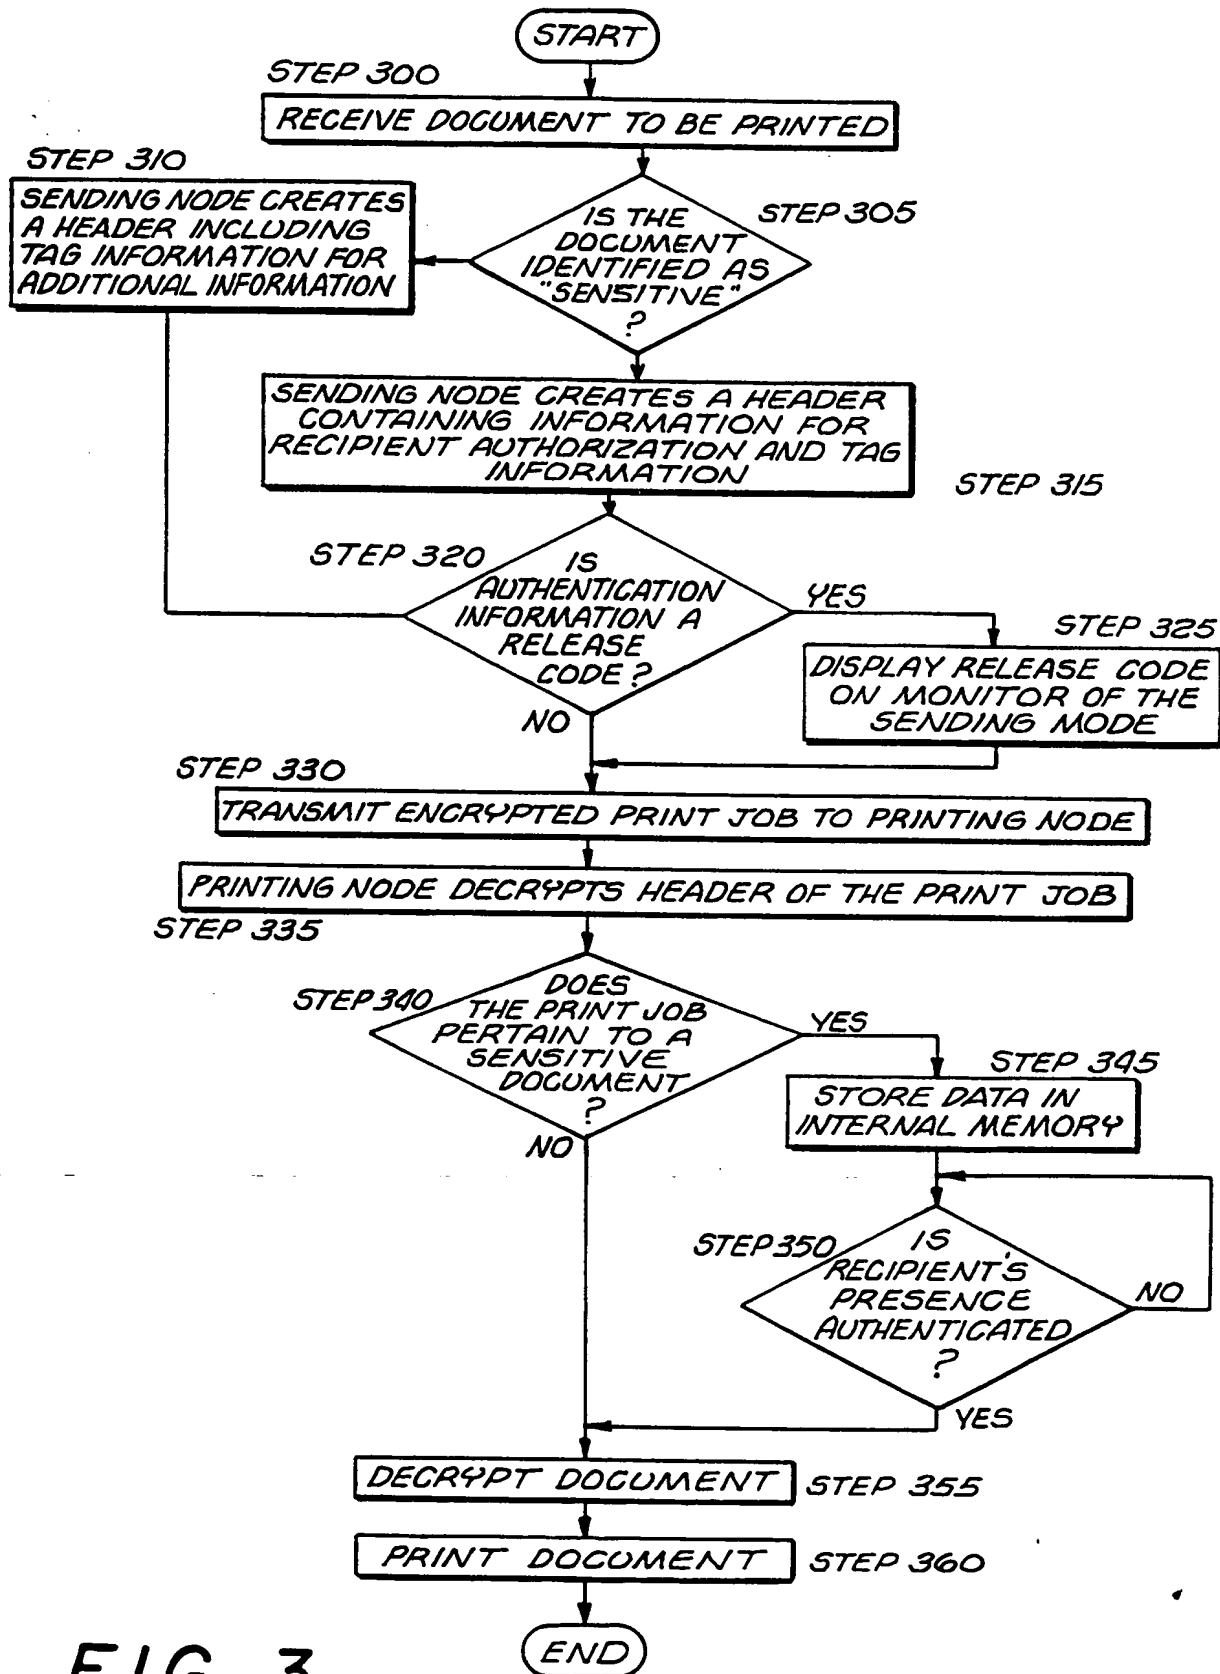 START
STEP 300
RECEIVE DOCUMENT TO BE PRINTED
STEP 310
SENDING NODE CREATES
A HEADER INCLUDING
TAG INFORMATION FOR
ADDITIONAL INFORMATION
STEP 305
IS THE
DOCUMENT
IDENTIFIED AS
"SENSITIVE"
?
SENDING NODE CREATES A HEADER
CONTAINING INFORMATION FOR
RECIPIENT AUTHORIZATION AND TAG
INFORMATION
STEP 315
STEP 320
IS
AUTHENTICATION
INFORMATION A
RELEASE
CODE?
YES
NO
STEP 325
DISPLAY RELEASE CODE
ON MONITOR OF THE
SENDING MODE
STEP 330
TRANSMIT ENCRYPTED PRINT JOB TO PRINTING NODE
PRINTING NODE DECRYPTS HEADER OF THE PRINT JOB
STEP 335
STEP 340
DOES
THE PRINT JOB
PERTAIN TO A
SENSITIVE
DOCUMENT
?
YES
NO
STEP 345
STORE DATA IN
INTERNAL MEMORY
STEP 350
IS
RECIPIENT'S
PRESENCE
AUTHENTICATED
?
NO
YES
DECRYPT DOCUMENT
STEP 355
PRINT DOCUMENT
STEP 360
END
FIG. 3